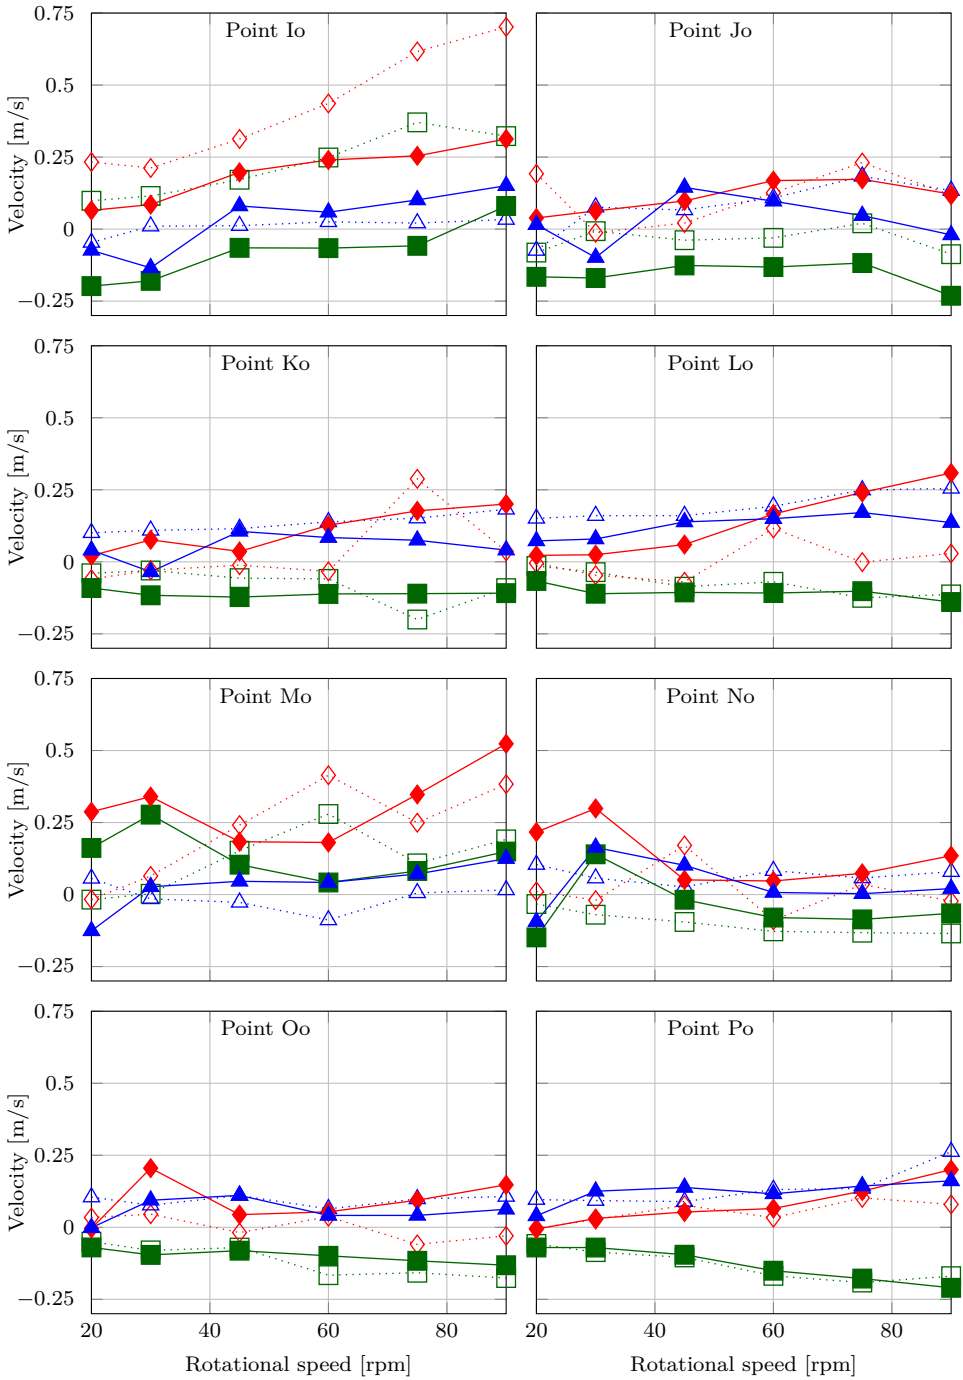 0.75
0.5
0.25
0
−0.25
Velocity [m/s]
Point Io
Point Jo
0.75
0.5
0.25
0
−0.25
Velocity [m/s]
Point Ko
Point Lo
0.75
0.5
0.25
0
−0.25
Velocity [m/s]
Point Mo
Point No
0.75
0.5
0.25
0
−0.25
Velocity [m/s]
Point Oo
Point Po
20 40 60 80 20 40 60 80
Rotational speed [rpm] Rotational speed [rpm]